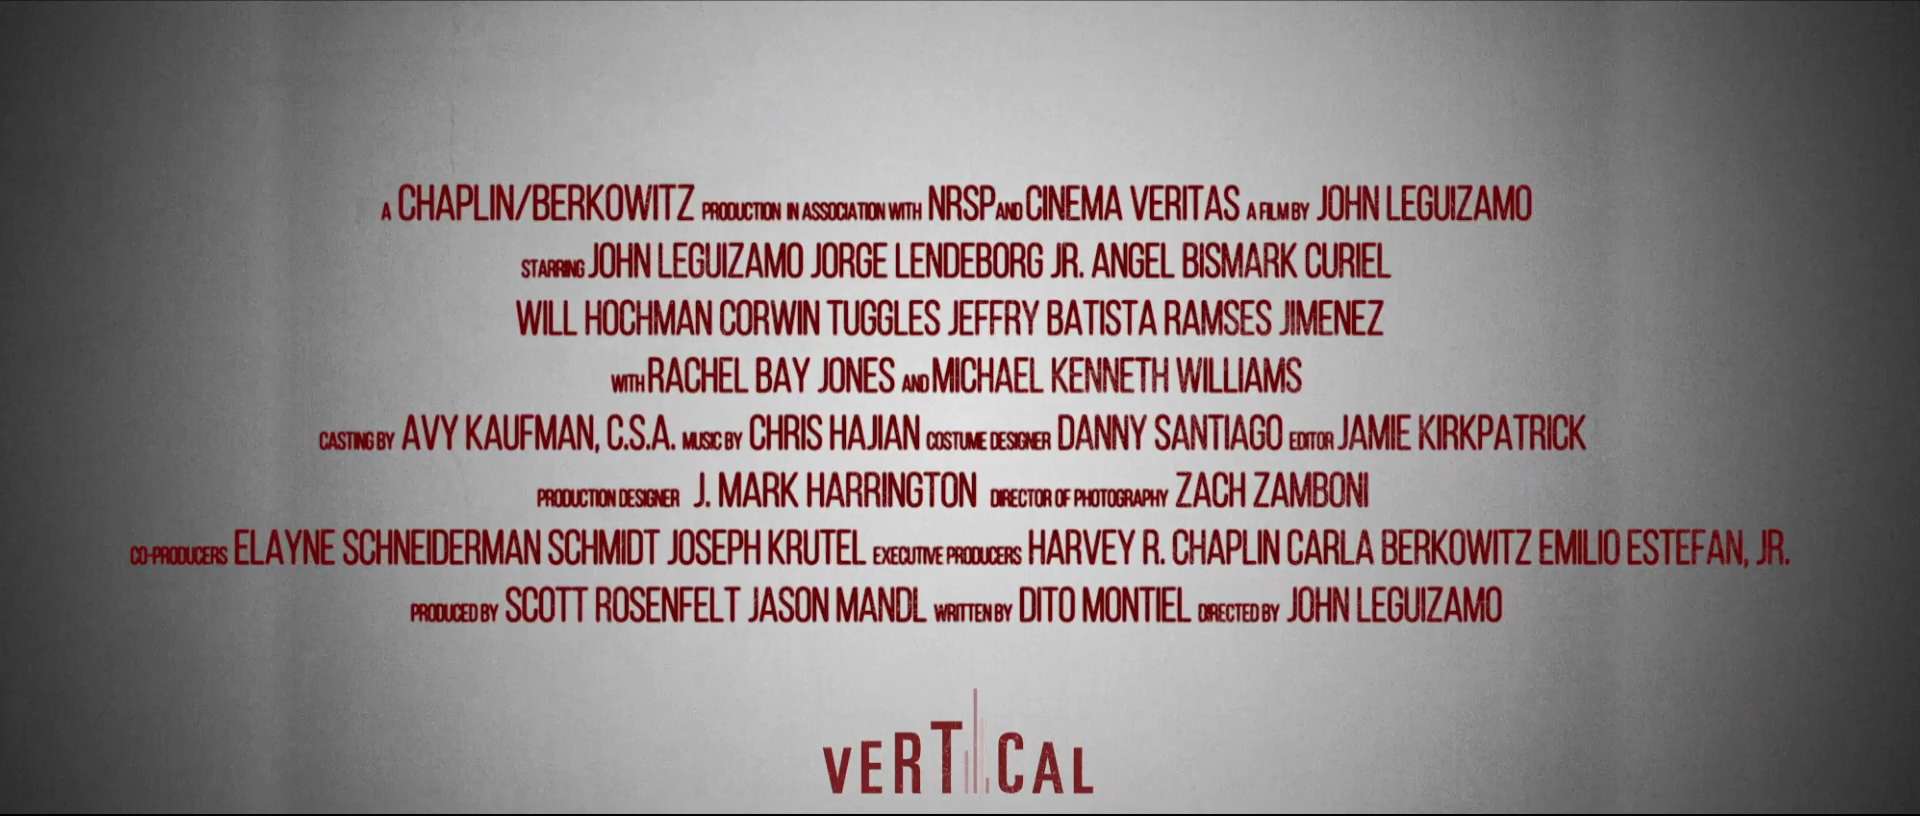 A CHAPLIN/BERKOWITZ PRODUCTION IN ASSOCIATION WITH NRSP AND CINEMA VERITAS A FILM BY JOHN LEGUIZAMO
STARRING JOHN LEGUIZAMO JORGE LENDEBORG JR. ANGEL BISMARK CURIEL
WILL HOCHMAN CORWIN TUGGLES JEFFRY BATISTA RAMSES JIMENEZ
WITH RACHEL BAY JONES AND MICHAEL KENNETH WILLIAMS
CASTING BY AVY KAUFMAN, C.S.A. MUSIC BY CHRIS HAJIAN COSTUME DESIGNER DANNY SANTIAGO EDITOR JAMIE KIRKPATRICK
PRODUCTION DESIGNER J. MARK HARRINGTON DIRECTOR OF PHOTOGRAPHY ZACH ZAMBONI
CO-PRODUCERS ELAYNE SCHNEIDERMAN SCHMIDT JOSEPH KRUTEL EXECUTIVE PRODUCERS HARVEY R. CHAPLIN CARLA BERKOWITZ EMILIO ESTEFAN, JR.
PRODUCED BY SCOTT ROSENFELT JASON MANDL WRITTEN BY DITO MONTIEL DIRECTED BY JOHN LEGUIZAMO
VERTICAL